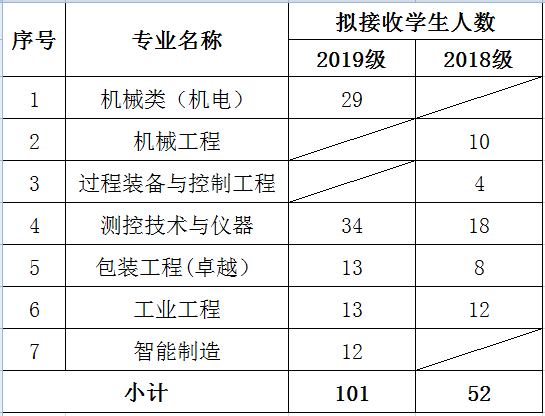 序号 专业名称 拟接收学生人数
2019级 2018级
1 机械类（机电） 29
2 机械工程 10
3 过程装备与控制工程 4
4 测控技术与仪器 34 18
5 包装工程(卓越） 13 8
6 工业工程 13 12
7 智能制造 12
小计 101 52